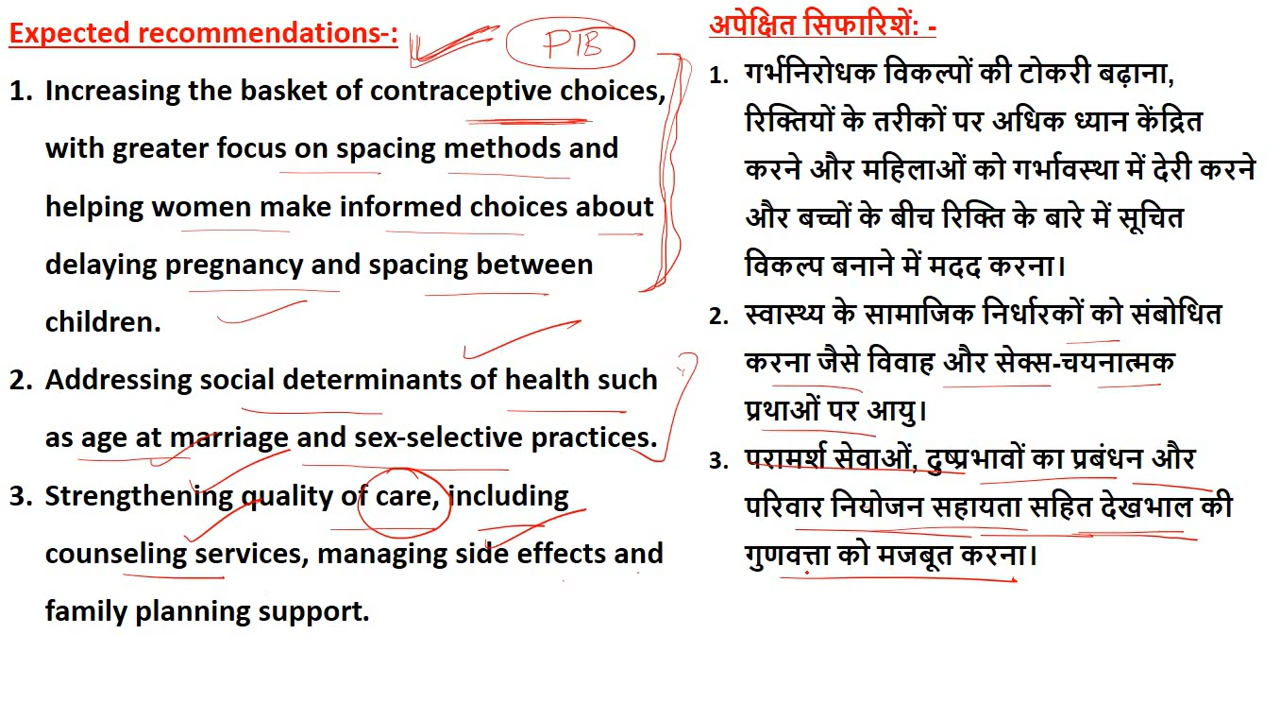 Expected recommendations-:
PTB
1. Increasing the basket of contraceptive choices,
with greater focus on spacing methods and
helping women make informed choices about
delaying pregnancy and spacing between
children.
2. Addressing social determinants of health such
as age at marriage and sex-selective practices.
3. Strengthening quality of care, including
counseling services, managing side effects and
family planning support.
अपेक्षित सिफारिशें: -
1. गर्भनिरोधक विकल्पों की टोकरी बढ़ाना,
रिक्तियों के तरीकों पर अधिक ध्यान केंद्रित
करने और महिलाओं को गर्भावस्था में देरी करने
और बच्चों के बीच रिक्ति के बारे में सूचित
विकल्प बनाने में मदद करना।
2. स्वास्थ्य के सामाजिक निर्धारकों को संबोधित
करना जैसे विवाह और सेक्स-चयनात्मक
प्रथाओं पर आयु।
3. परामर्श सेवाओं, दुष्प्रभावों का प्रबंधन और
परिवार नियोजन सहायता सहित देखभाल की
गुणवत्ता को मजबूत करना।